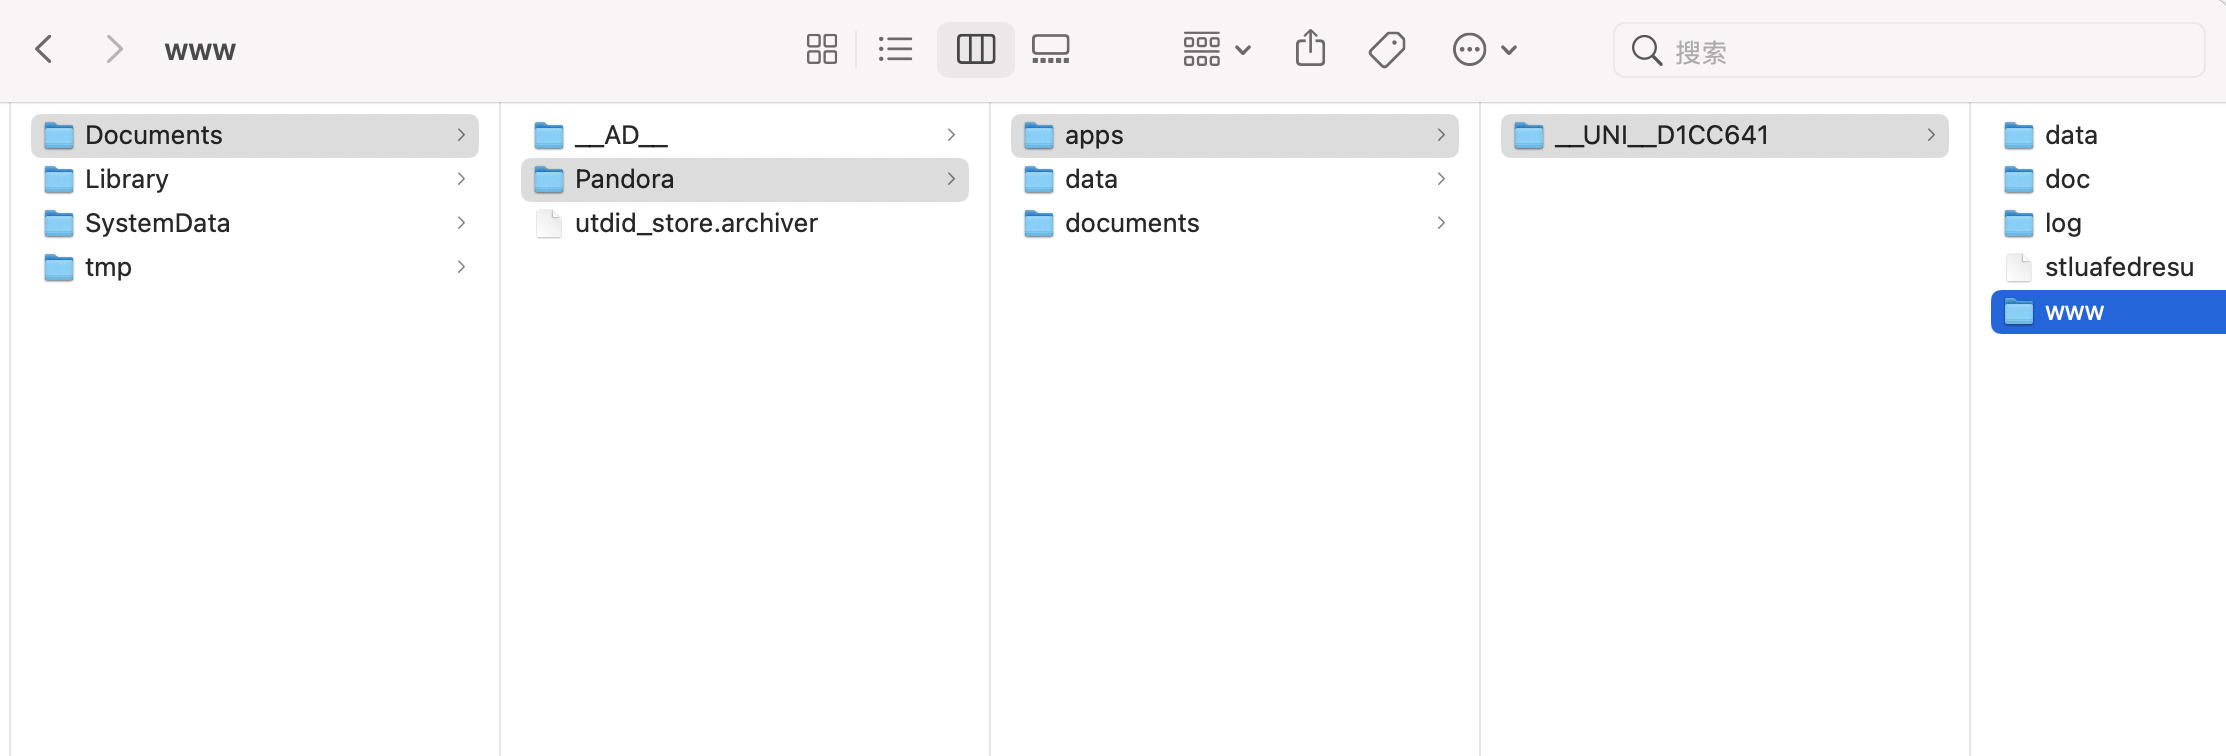 www
搜索
Documents
Library
SystemData
tmp
__AD__
Pandora
utdid_store.archiver
apps
data
documents
__UNI__D1CC641
data
doc
log
stluafedresu
www